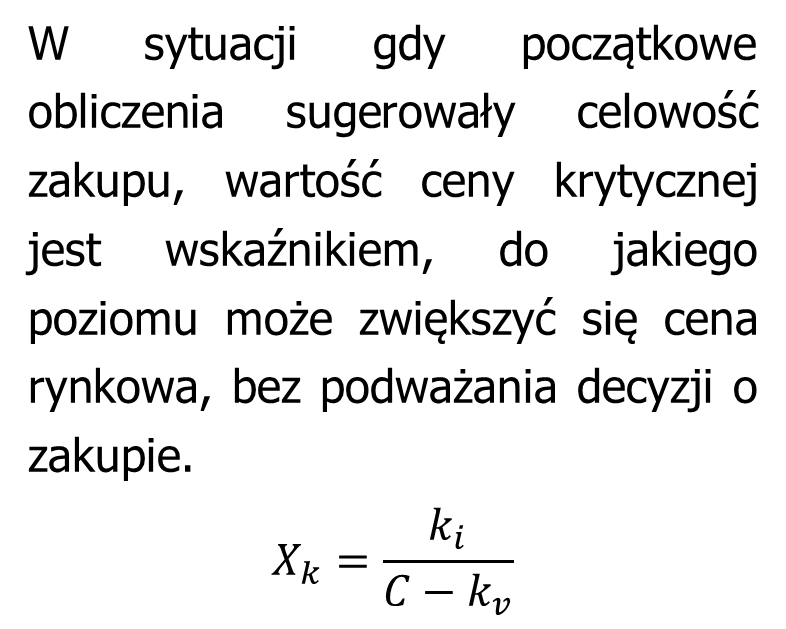 W sytuacji gdy początkowe
obliczenia sugerowały celowość
zakupu, wartość ceny krytycznej
jest wskaźnikiem, do jakiego
poziomu może zwiększyć się cena
rynkowa, bez podważania decyzji o
zakupie.
X_k = \frac{k_i}{C - k_v}